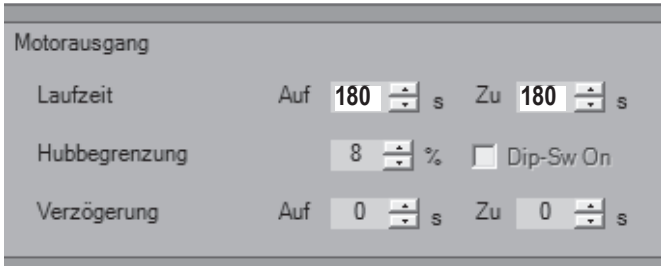 Motorausgang
Laufzeit Auf 180 s Zu 180 s
Hubbegrenzung 8 % Dip-Sw On
Verzögerung Auf 0 s Zu 0 s